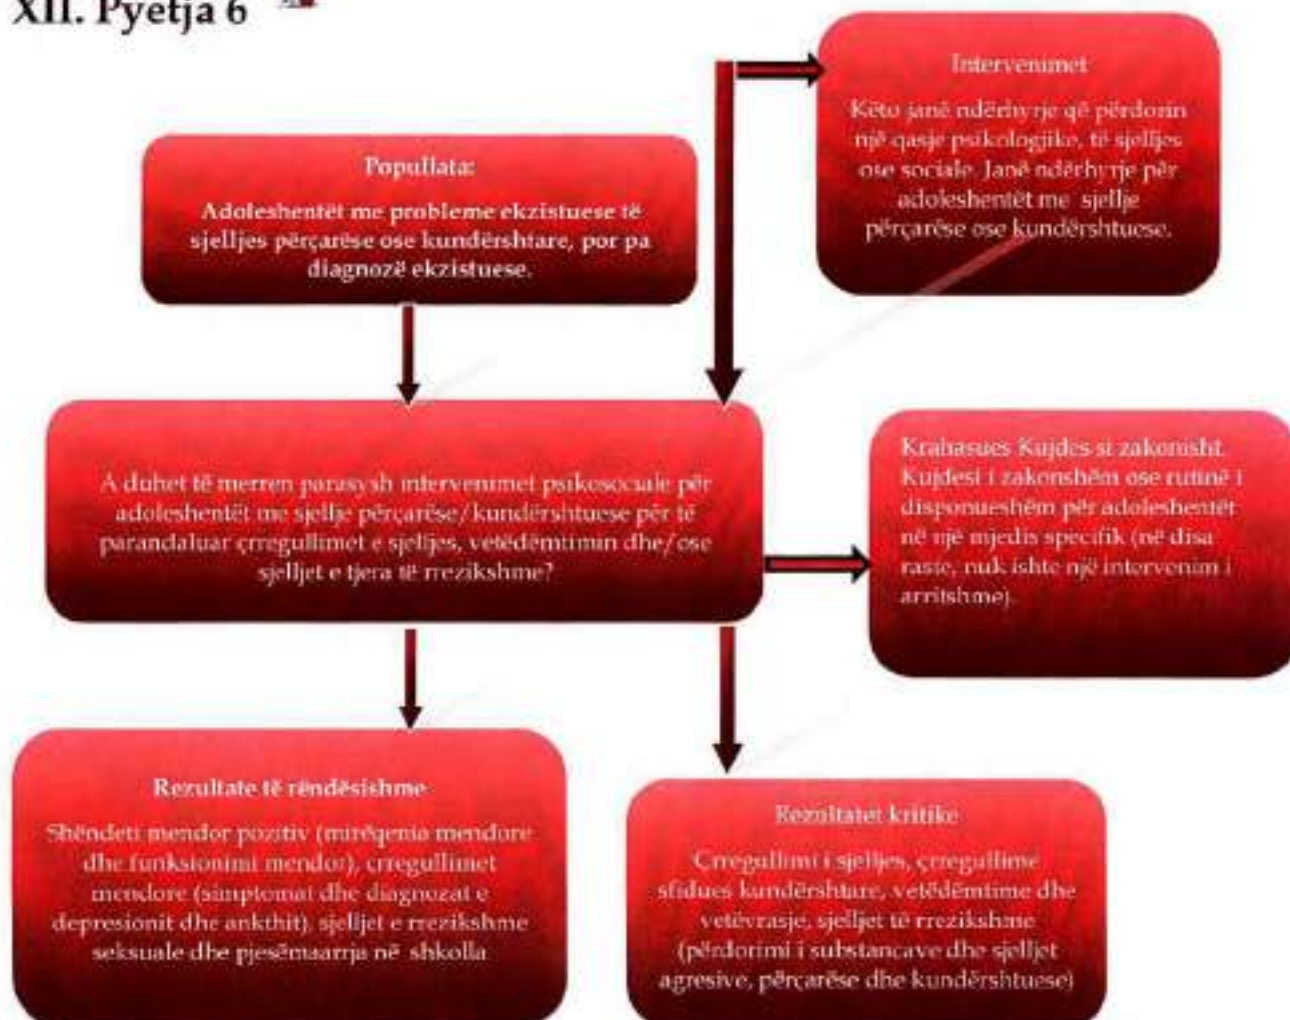 XII. Pyetja 6
Intervenimet
Këto janë ndërhyrje që përdorin
një qasje psikologjike, të sjelljes
ose sociale. Janë ndërhyrje për
adoleshentët me sjellje
përçarëse ose kundërshtuese.
Popullata:
Adoleshentët me probleme ekzistuese të
sjelljes përçarëse ose kundërshtare, por pa
diagnozë ekzistuese.
A duhet të merren parasysh intervenimet psikosociale për
adoleshentët me sjellje përçarëse/kundërshtuese për të
parandaluar çrregullimet e sjelljes, vetëdëmtimin dhe/ose
sjelljet e tjera të rrezikshme?
Krahasues Kujdes si zakonisht.
Kujdesi i zakonshëm ose rutinë i
disponueshëm për adoleshentët
në një mjedis specifik (në disa
raste, nuk ishte një intervenim i
arritshme).
Rezultate të rëndësishme
Shëndeti mendor pozitiv (mirëqenia mendore
dhe funksionimi mendor), çrregullimet
mendore (simptomat dhe diagnozat e
depresionit dhe ankthit), sjelljet e rrezikshme
seksuale dhe pjesëmaarrja në shkolla
Rezultatet kritike
Çrregullimi i sjelljes, çrregullime
sfidues kundërshtare, vetëdëmtime dhe
vetëvrasje, sjelljet të rrezikshme
(përdorimi i substancave dhe sjelljet
agresive, përçarëse dhe kundërshtuese)